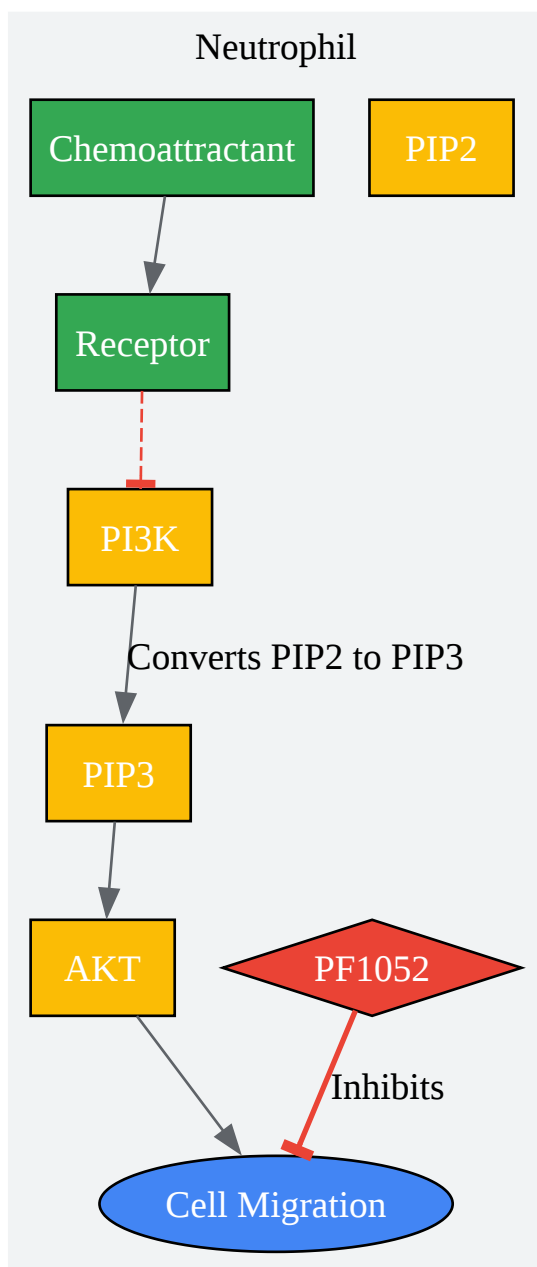 Neutrophil
Chemoattractant
PIP2
Receptor
PI3K
Converts PIP2 to PIP3
PIP3
AKT
PF1052
Inhibits
Cell Migration